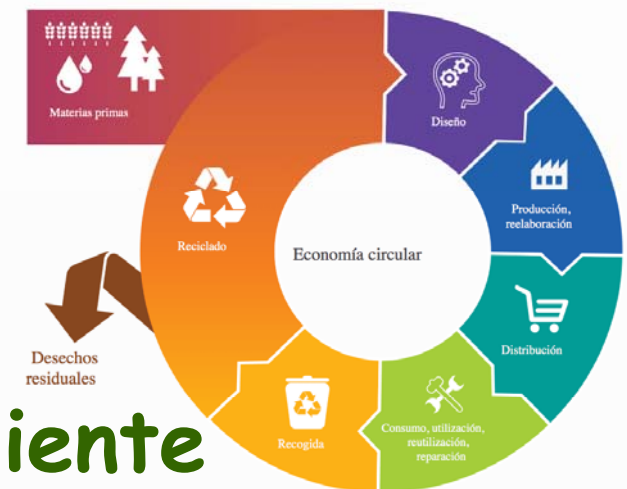 Materias primas
Diseño
Producción,
reelaboración
Distribución
Consumo, utilización,
reutilización,
reparación
Recogida
Reciclado
Economía circular
Desechos
residuales
iente